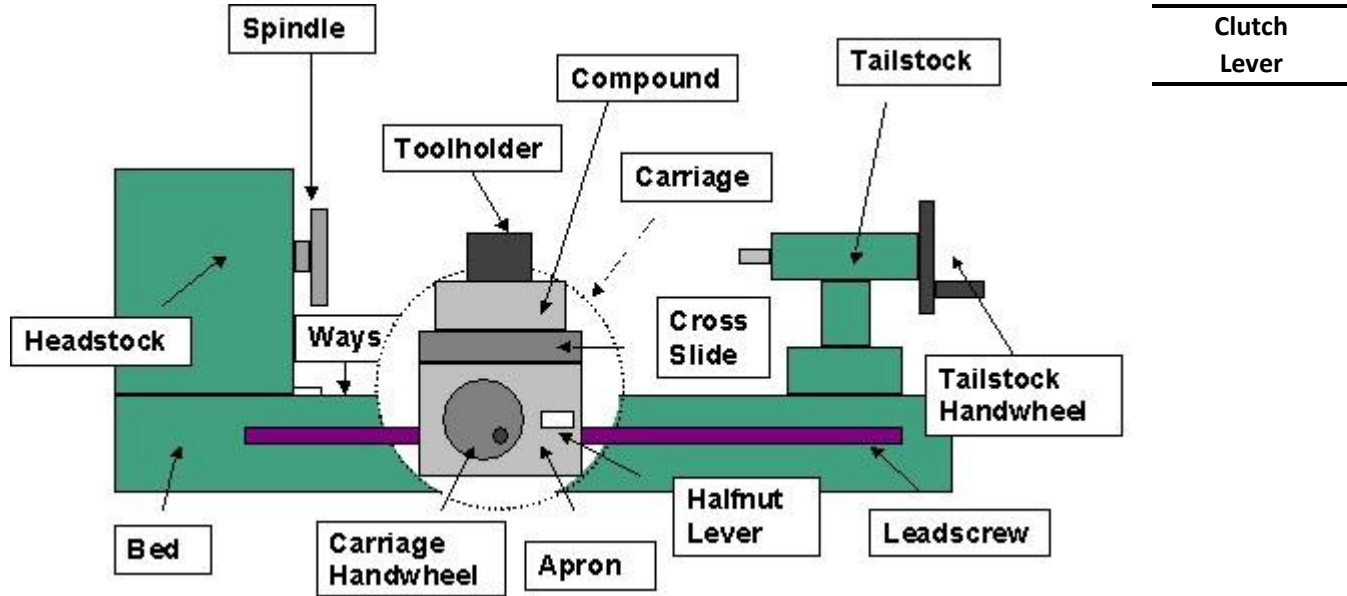 Spindle
Clutch
Lever
Tailstock
Compound
Toolholder
Carriage
Headstock
Ways
Cross
Slide
Tailstock
Handwheel
Halfnut
Lever
Leadscrew
Bed
Carriage
Handwheel
Apron